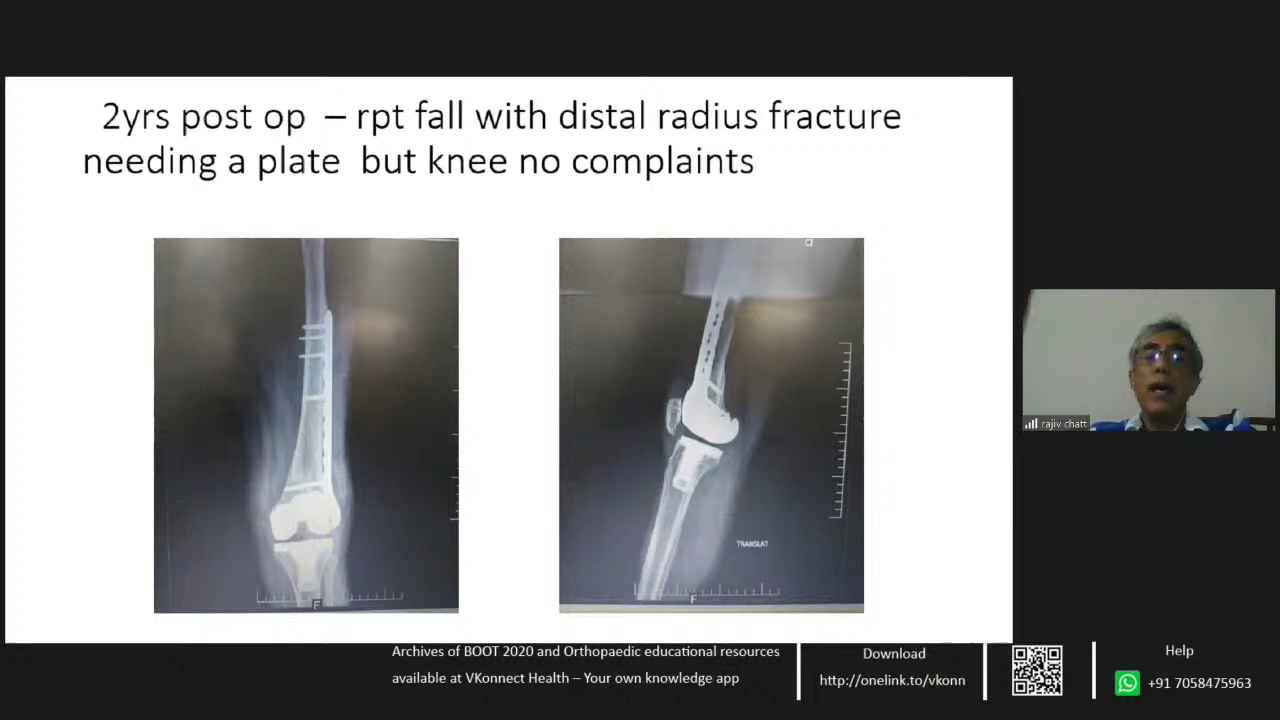 2yrs post op – rpt fall with distal radius fracture
needing a plate but knee no complaints
TRANSLAT
F
F
rajiv chatt
Archives of BOOT 2020 and Orthopaedic educational resources
available at VKonnect Health – Your own knowledge app
Download
http://onelink.to/vkonn
Help
+91 7058475963